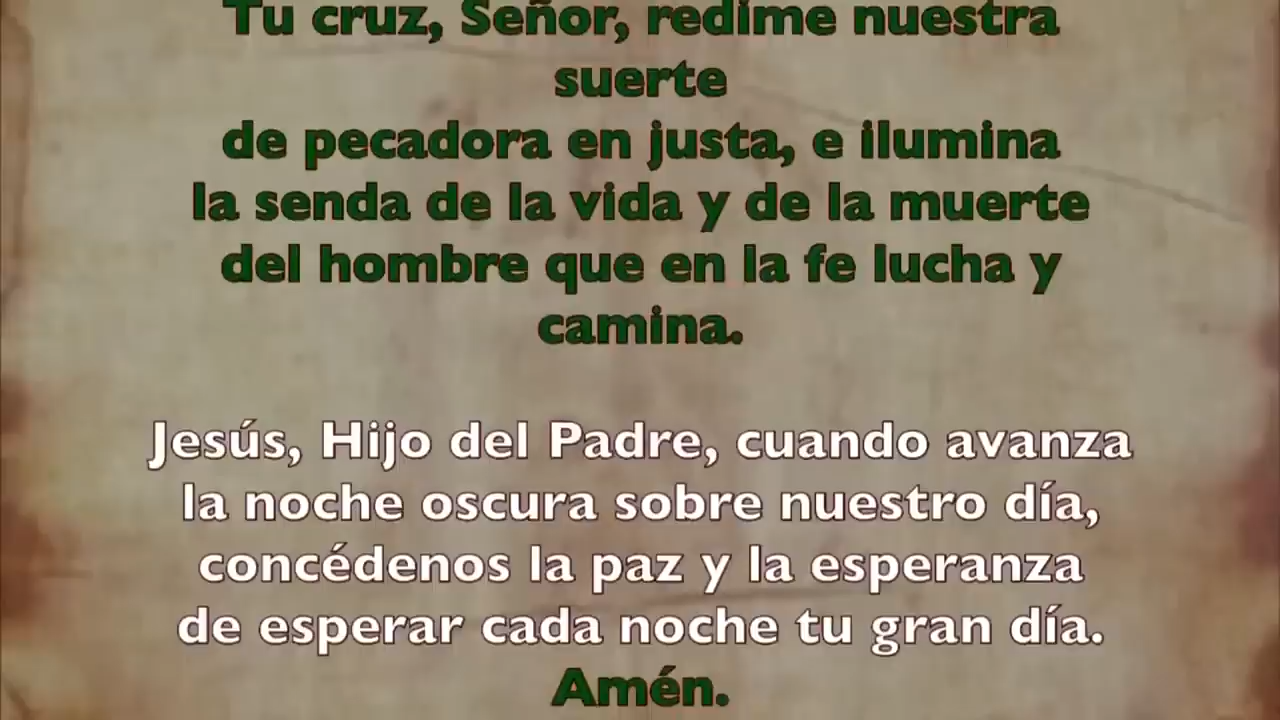 Tu cruz, Señor, redime nuestra
suerte
de pecadora en justa, e ilumina
la senda de la vida y de la muerte
del hombre que en la fe lucha y
camina.
Jesús, Hijo del Padre, cuando avanza
la noche oscura sobre nuestro día,
concédenos la paz y la esperanza
de esperar cada noche tu gran día.
Amén.